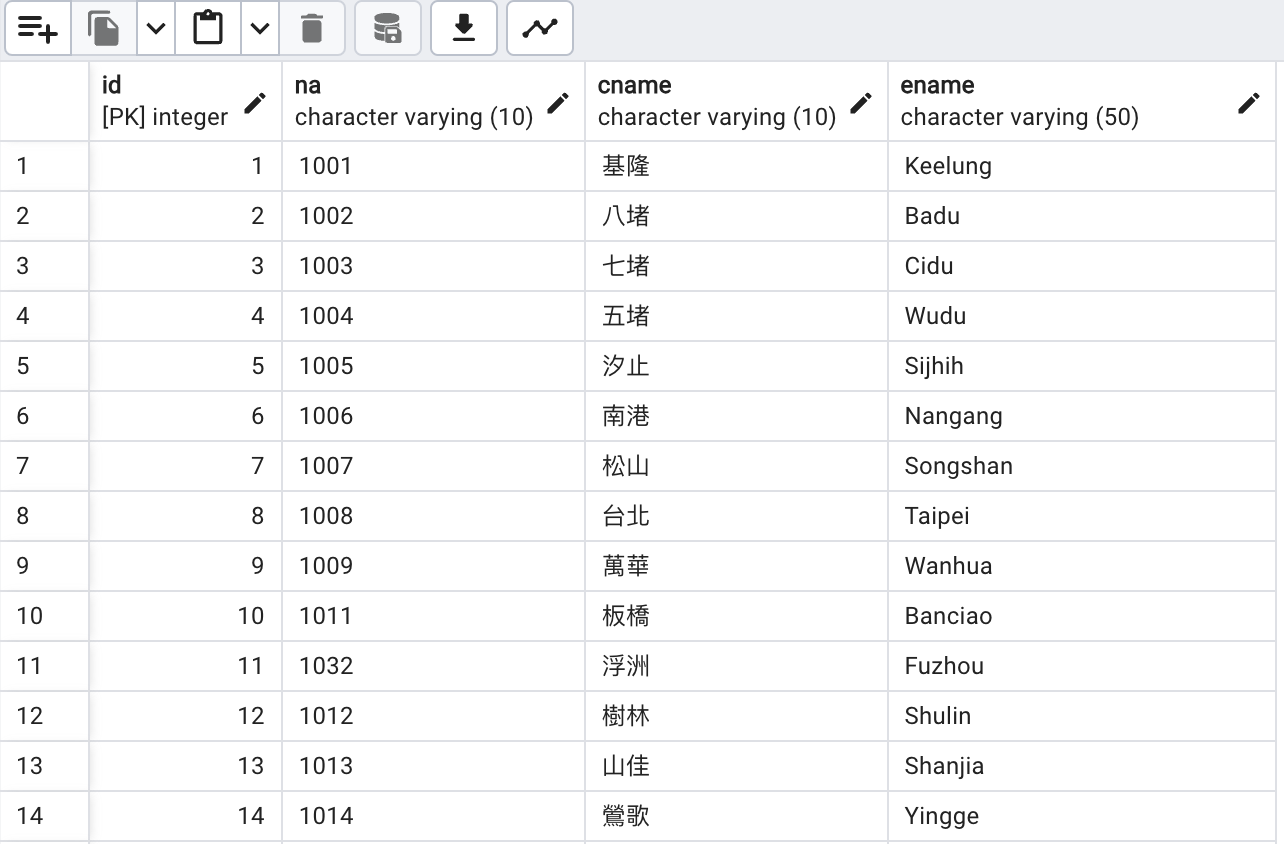 id na cname ename
[PK] integer character varying (10) character varying (10) character varying (50)
1 1 1001 基隆 Keelung
2 2 1002 八堵 Badu
3 3 1003 七堵 Cidu
4 4 1004 五堵 Wudu
5 5 1005 汐止 Sijhih
6 6 1006 南港 Nangang
7 7 1007 松山 Songshan
8 8 1008 台北 Taipei
9 9 1009 萬華 Wanhua
10 10 1011 板橋 Banciao
11 11 1032 浮洲 Fuzhou
12 12 1012 樹林 Shulin
13 13 1013 山佳 Shanjia
14 14 1014 鶯歌 Yingge